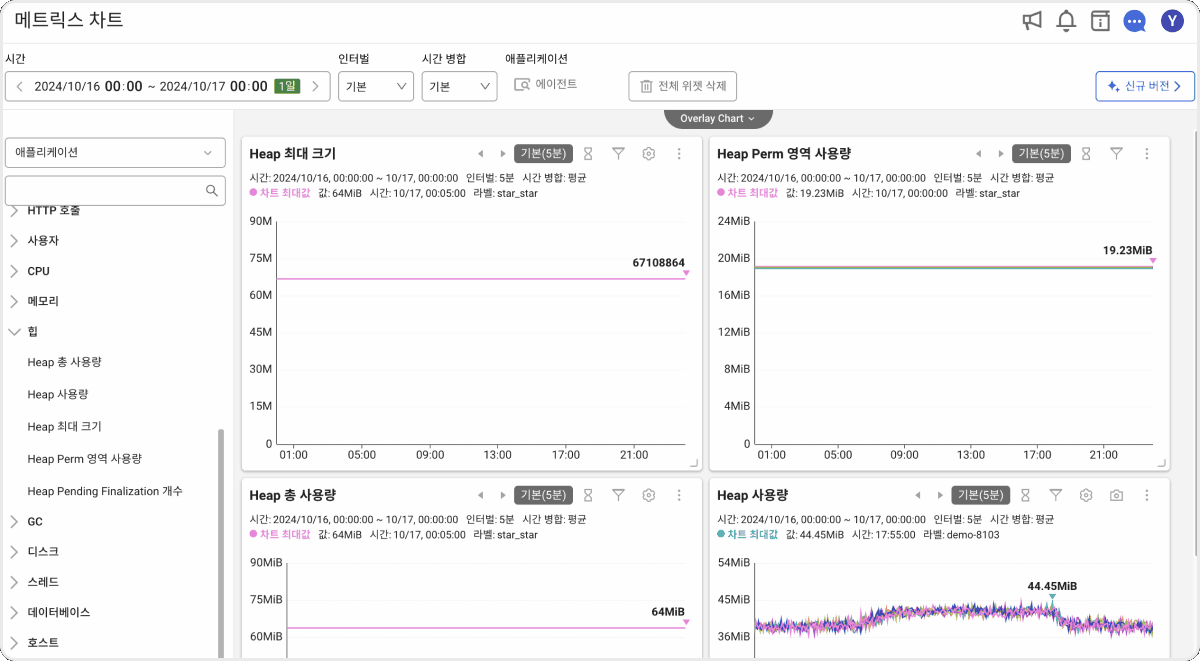 메트릭스 차트
Y
시간
인터벌
시간 병합
애플리케이션
2024/10/16 00:00 ~ 2024/10/17 00:00 1일
기본
기본
에이전트
전체 위젯 삭제
신규 버전
Overlay Chart
애플리케이션
HTTP 호출
사용자
CPU
메모리
힙
Heap 총 사용량
Heap 사용량
Heap 최대 크기
Heap Perm 영역 사용량
Heap Pending Finalization 개수
GC
디스크
스레드
데이터베이스
호스트
Heap 최대 크기
기본(5분)
시간: 2024/10/16, 00:00:00 ~ 10/17, 00:00:00 인터벌: 5분 시간 병합: 평균
차트 최대값 값: 64MiB 시간: 10/17, 00:05:00 라벨: star_star
90M
75M
60M
45M
30M
15M
0
67108864
01:00 05:00 09:00 13:00 17:00 21:00
Heap Perm 영역 사용량
기본(5분)
시간: 2024/10/16, 00:00:00 ~ 10/17, 00:00:00 인터벌: 5분 시간 병합: 평균
차트 최대값 값: 19.23MiB 시간: 10/17, 00:00:00 라벨: star_star
24MiB
20MiB
16MiB
12MiB
8MiB
4MiB
0
19.23MiB
01:00 05:00 09:00 13:00 17:00 21:00
Heap 총 사용량
기본(5분)
시간: 2024/10/16, 00:00:00 ~ 10/17, 00:00:00 인터벌: 5분 시간 병합: 평균
차트 최대값 값: 64MiB 시간: 10/17, 00:05:00 라벨: star_star
90MiB
75MiB
60MiB
64MiB
Heap 사용량
기본(5분)
시간: 2024/10/16, 00:00:00 ~ 10/17, 00:00:00 인터벌: 5분 시간 병합: 평균
차트 최대값 값: 44.45MiB 시간: 17:55:00 라벨: demo-8103
54MiB
45MiB
36MiB
44.45MiB